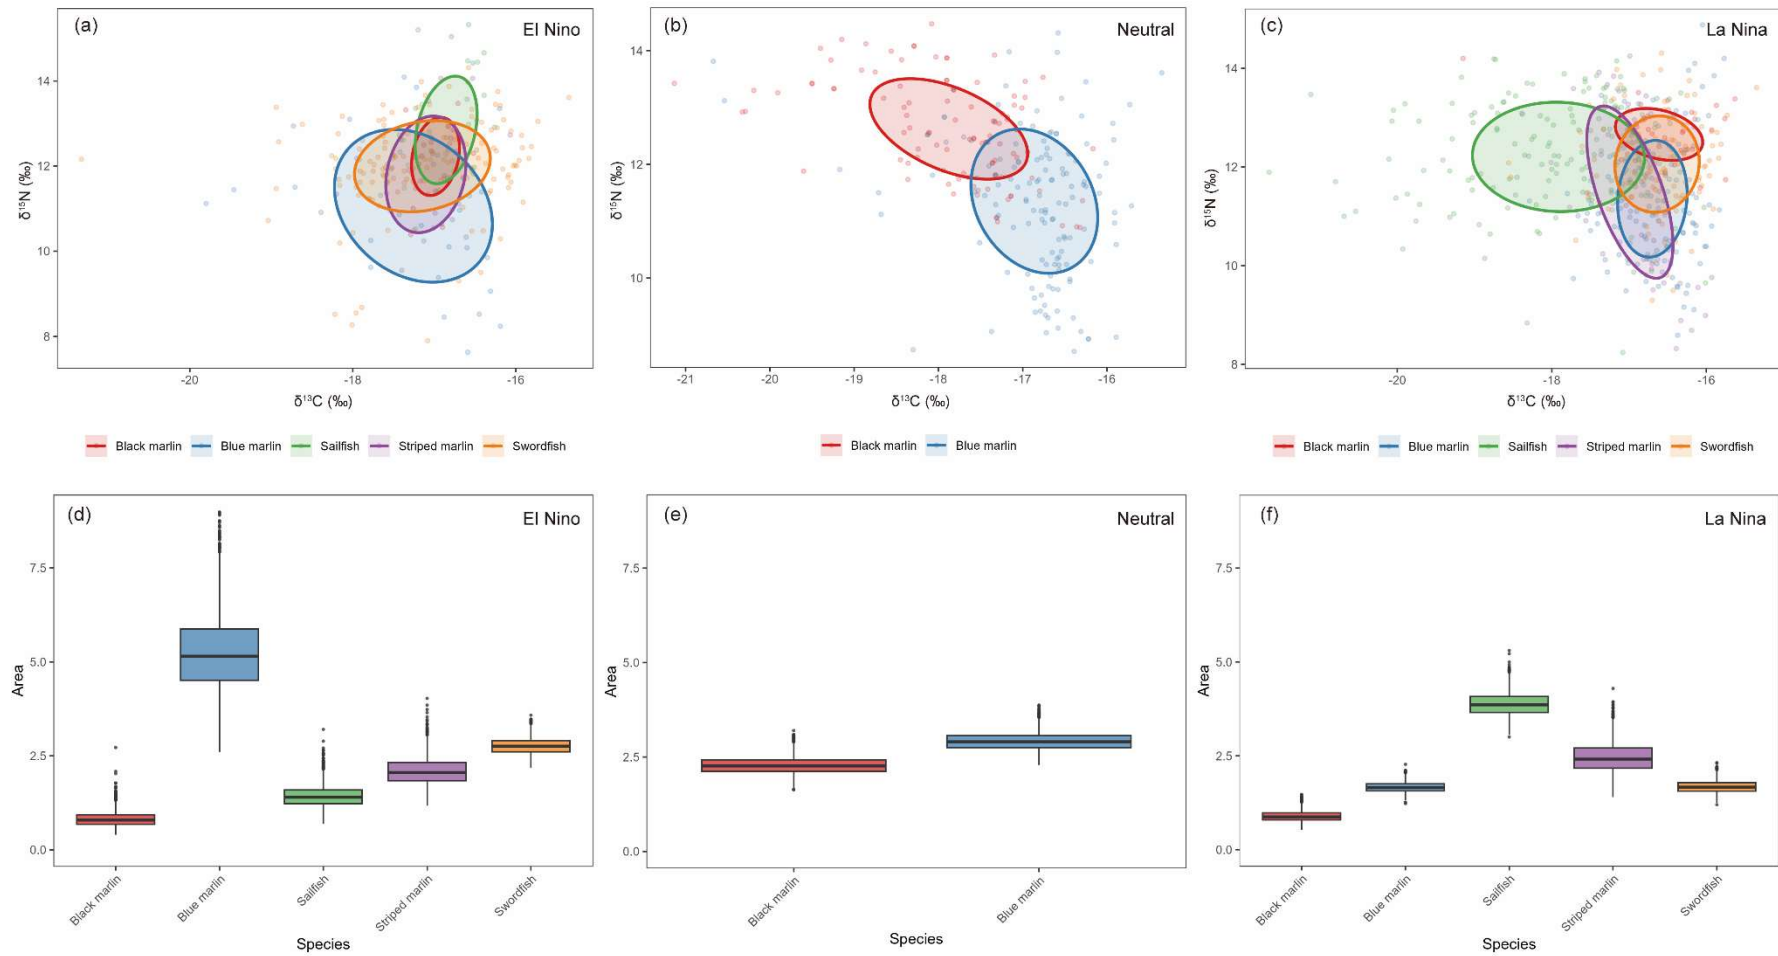 (a) El Nino
14
12
10
8
δ¹⁵N (‰)
-20 -18 -16
δ¹³C (‰)
Black marlin Blue marlin Sailfish Striped marlin Swordfish
(b) Neutral
14
12
10
δ¹⁵N (‰)
-21 -20 -19 -18 -17 -16
δ¹³C (‰)
Black marlin Blue marlin
(c) La Nina
14
12
10
8
δ¹⁵N (‰)
-20 -18 -16
δ¹³C (‰)
Black marlin Blue marlin Sailfish Striped marlin Swordfish
(d) El Nino
7.5
5.0
2.5
0.0
Area
Black marlin Blue marlin Sailfish Striped marlin Swordfish
Species
(e) Neutral
7.5
5.0
2.5
0.0
Area
Black marlin Blue marlin
Species
(f) La Nina
7.5
5.0
2.5
0.0
Area
Black marlin Blue marlin Sailfish Striped marlin Swordfish
Species